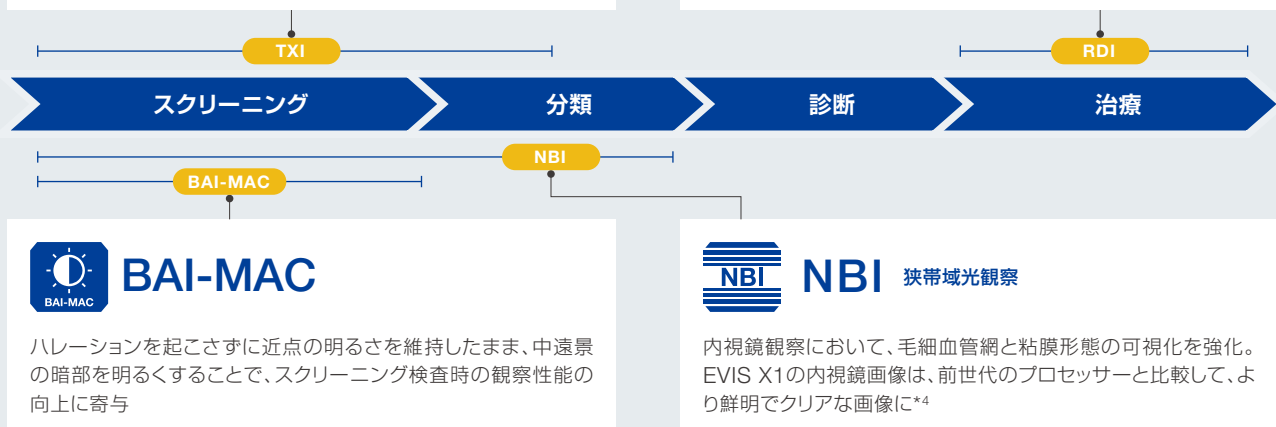 TXI
RDI
スクリーニング
分類
診断
治療
NBI
BAI-MAC
BAI-MAC
BAI-MAC
ハレーションを起こさずに近点の明るさを維持したまま、中遠景
の暗部を明るくすることで、スクリーニング検査時の観察性能の
向上に寄与
NBI
NBI 狭帯域光観察
内視鏡観察において、毛細血管網と粘膜形態の可視化を強化。
EVIS X1の内視鏡画像は、前世代のプロセッサーと比較して、よ
り鮮明でクリアな画像に*4